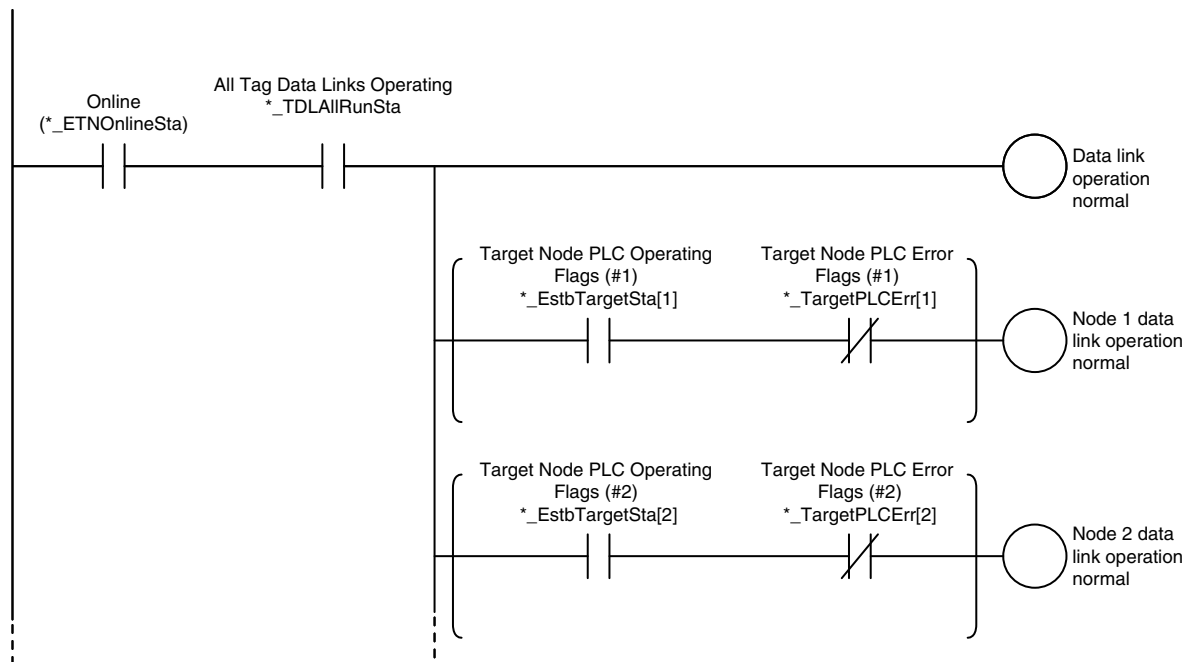 Online
(*_ETNOnlineSta)
All Tag Data Links Operating
*_TDLAllRunSta
Data link
operation
normal
Target Node PLC Operating
Flags (#1)
*_EstbTargetSta[1]
Target Node PLC Error
Flags (#1)
*_TargetPLCErr[1]
Node 1 data
link operation
normal
Target Node PLC Operating
Flags (#2)
*_EstbTargetSta[2]
Target Node PLC Error
Flags (#2)
*_TargetPLCErr[2]
Node 2 data
link operation
normal